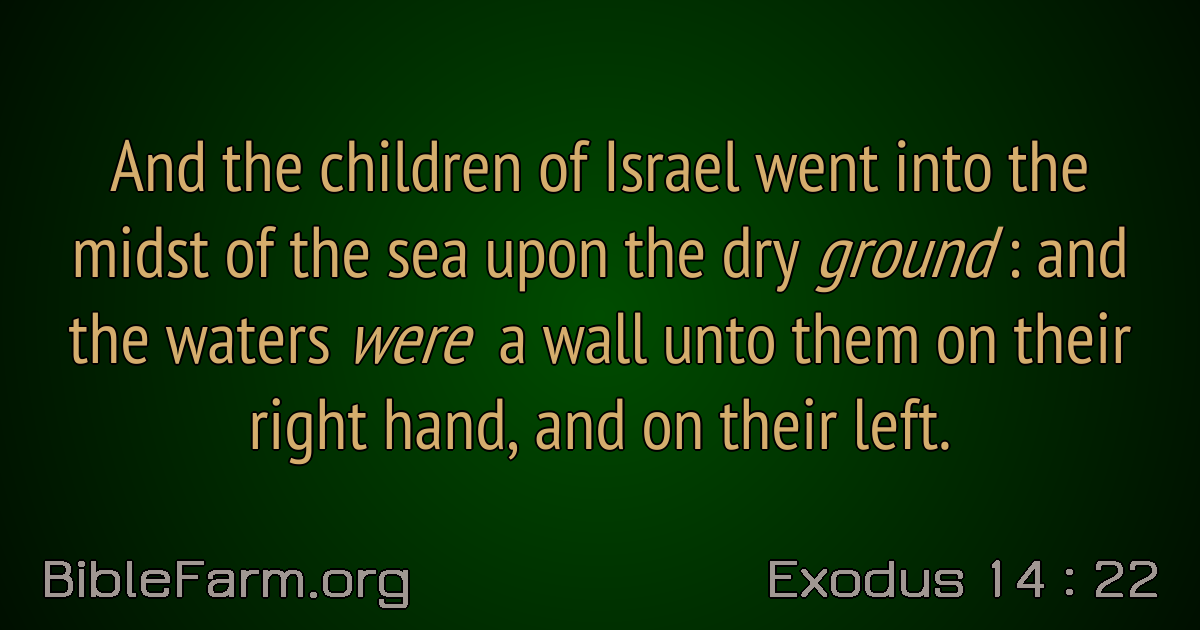 And the children of Israel went into the
midst of the sea upon the dry ground : and
the waters were a wall unto them on their
right hand, and on their left.
BibleFarm.org
Exodus 14 : 22